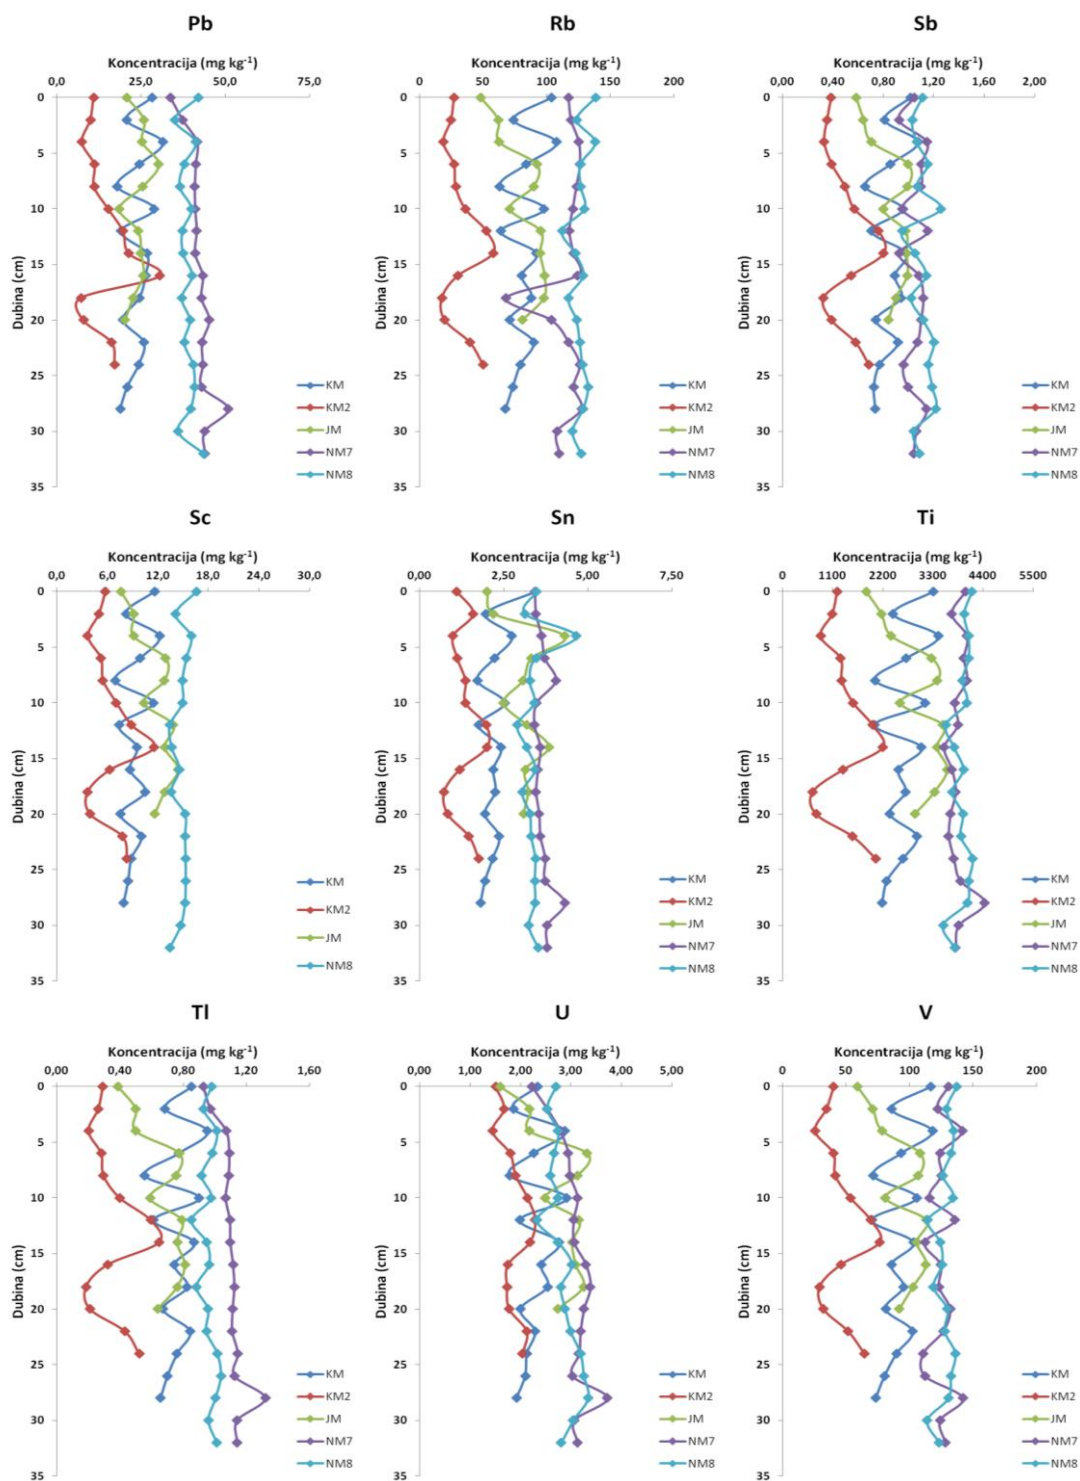 Pb
Koncentracija (mg kg⁻¹)
0,0 25,0 50,0 75,0
0
5
10
15
20
25
30
35
Dubina (cm)
KM
KM2
JM
NM7
NM8
Rb
Koncentracija (mg kg⁻¹)
0 50 100 150 200
0
5
10
15
20
25
30
35
Dubina (cm)
KM
KM2
JM
NM7
NM8
Sb
Koncentracija (mg kg⁻¹)
0,00 0,40 0,80 1,20 1,60 2,00
0
5
10
15
20
25
30
35
Dubina (cm)
KM
KM2
JM
NM7
NM8
Sc
Koncentracija (mg kg⁻¹)
0,0 6,0 12,0 18,0 24,0 30,0
0
5
10
15
20
25
30
35
Dubina (cm)
KM
KM2
JM
NM8
Sn
Koncentracija (mg kg⁻¹)
0,00 2,50 5,00 7,50
0
5
10
15
20
25
30
35
Dubina (cm)
KM
KM2
JM
NM7
NM8
Ti
Koncentracija (mg kg⁻¹)
0 1100 2200 3300 4400 5500
0
5
10
15
20
25
30
35
Dubina (cm)
KM
KM2
JM
NM7
NM8
Tl
Koncentracija (mg kg⁻¹)
0,00 0,40 0,80 1,20 1,60
0
5
10
15
20
25
30
35
Dubina (cm)
KM
KM2
JM
NM7
NM8
U
Koncentracija (mg kg⁻¹)
0,00 1,00 2,00 3,00 4,00 5,00
0
5
10
15
20
25
30
35
Dubina (cm)
KM
KM2
JM
NM7
NM8
V
Koncentracija (mg kg⁻¹)
0 50 100 150 200
0
5
10
15
20
25
30
35
Dubina (cm)
KM
KM2
JM
NM7
NM8